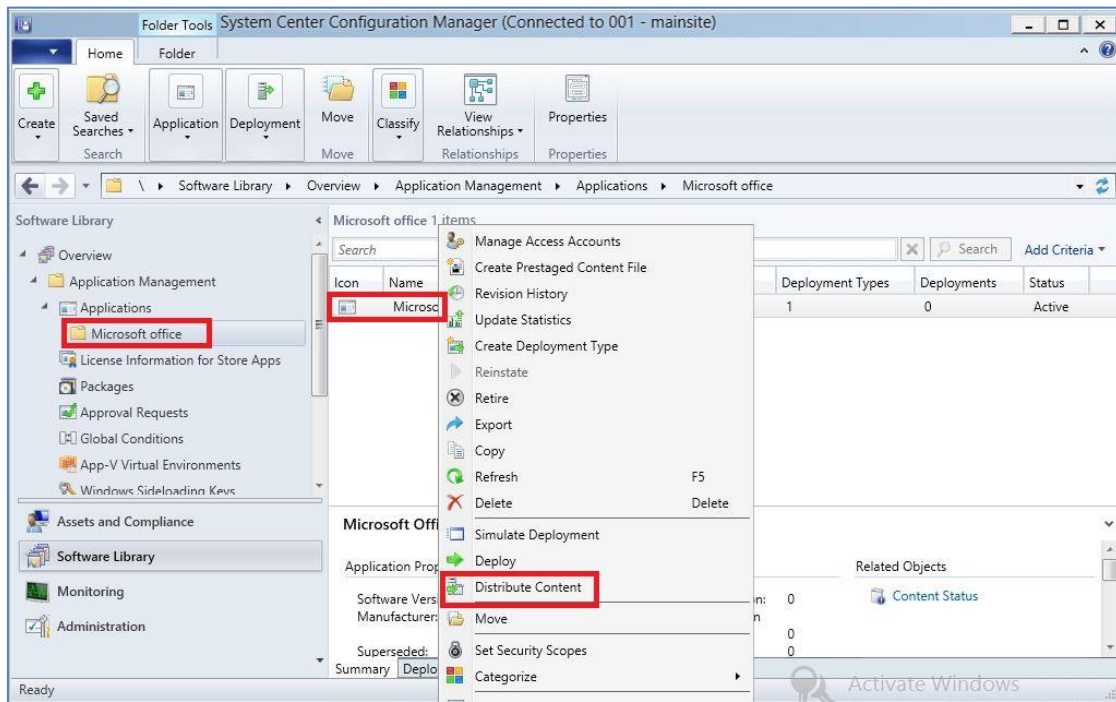 Folder Tools System Center Configuration Manager (Connected to 001 - mainsite)
Home Folder
Create Saved Searches Application Deployment Move Classify View Relationships Properties
Search Move Relationships Properties
\ Software Library Overview Application Management Applications Microsoft office
Software Library
Overview
Application Management
Applications
Microsoft office
License Information for Store Apps
Packages
Approval Requests
Global Conditions
App-V Virtual Environments
Windows Sideloading Keys
Assets and Compliance
Software Library
Monitoring
Administration
Microsoft office 1 items
Search Search Add Criteria
Icon Name Deployment Types Deployments Status
Microsc 1 0 Active
Manage Access Accounts
Create Prestaged Content File
Revision History
Update Statistics
Create Deployment Type
Reinstate
Retire
Export
Copy
Refresh F5
Delete Delete
Simulate Deployment
Deploy
Distribute Content
Move
Set Security Scopes
Categorize
Microsoft Offi
Application Prop
Software Vers on: 0
Manufacturer: n
0
Superseded: 0
Related Objects
Content Status
Summary Deplo
Activate Windows
Ready